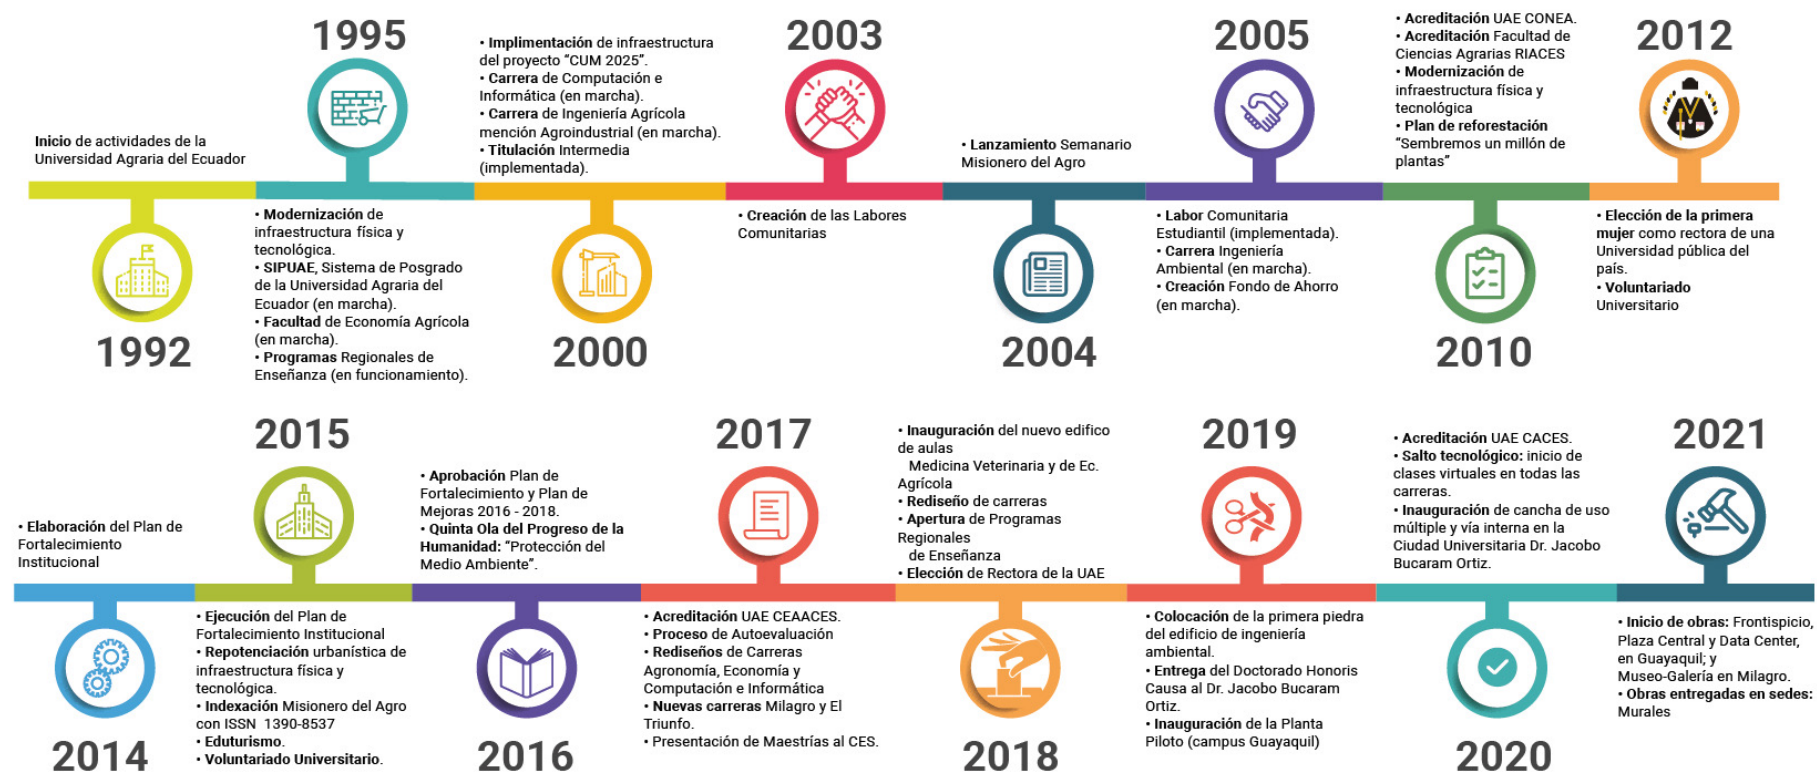 1992
Inicio de actividades de la
Universidad Agraria del Ecuador
1995
• Modernización de
infraestructura física y
tecnológica.
• SIPUAE, Sistema de Posgrado
de la Universidad Agraria del
Ecuador (en marcha).
• Facultad de Economía Agrícola
(en marcha).
• Programas Regionales de
Enseñanza (en funcionamiento).
• Implimentación de infraestructura
del proyecto “CUM 2025”.
• Carrera de Computación e
Informática (en marcha).
• Carrera de Ingeniería Agrícola
mención Agroindustrial (en marcha).
• Titulación Intermedia
(implementada).
2000
2003
• Creación de las Labores
Comunitarias
• Lanzamiento Semanario
Misionero del Agro
2004
2005
• Labor Comunitaria
Estudiantil (implementada).
• Carrera Ingeniería
Ambiental (en marcha).
• Creación Fondo de Ahorro
(en marcha).
• Acreditación UAE CONEA.
• Acreditación Facultad de
Ciencias Agrarias RIACES
• Modernización de
infraestructura física y
tecnológica
• Plan de reforestación
“Sembremos un millón de
plantas”
2010
2012
• Elección de la primera
mujer como rectora de una
Universidad pública del
país.
• Voluntariado
Universitario
• Elaboración del Plan de
Fortalecimiento
Institucional
2014
2015
• Ejecución del Plan de
Fortalecimiento Institucional
• Repotenciación urbanística de
infraestructura física y
tecnológica.
• Indexación Misionero del Agro
con ISSN 1390-8537
• Eduturismo.
• Voluntariado Universitario.
• Aprobación Plan de
Fortalecimiento y Plan de
Mejoras 2016 - 2018.
• Quinta Ola del Progreso de la
Humanidad: “Protección del
Medio Ambiente”.
2016
2017
• Acreditación UAE CEAACES.
• Proceso de Autoevaluación
• Rediseños de Carreras
Agronomía, Economía y
Computación e Informática
• Nuevas carreras Milagro y El
Triunfo.
• Presentación de Maestrías al CES.
• Inauguración del nuevo edifico
de aulas
Medicina Veterinaria y de Ec.
Agrícola
• Rediseño de carreras
• Apertura de Programas
Regionales
de Enseñanza
• Elección de Rectora de la UAE
2018
2019
• Colocación de la primera piedra
del edificio de ingeniería
ambiental.
• Entrega del Doctorado Honoris
Causa al Dr. Jacobo Bucaram
Ortiz.
• Inauguración de la Planta
Piloto (campus Guayaquil)
• Acreditación UAE CACES.
• Salto tecnológico: inicio de
clases virtuales en todas las
carreras.
• Inauguración de cancha de uso
múltiple y vía interna en la
Ciudad Universitaria Dr. Jacobo
Bucaram Ortiz.
2020
2021
• Inicio de obras: Frontispicio,
Plaza Central y Data Center,
en Guayaquil; y
Museo-Galería en Milagro.
• Obras entregadas en sedes:
Murales